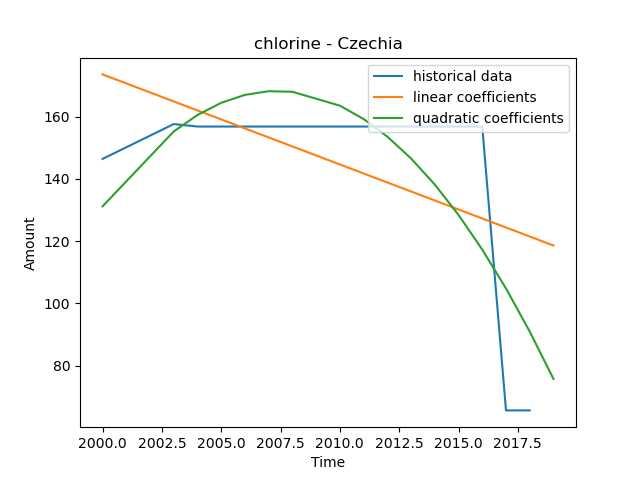 chlorine - Czechia
historical data
linear coefficients
quadratic coefficients
Amount
160
140
120
100
80
2000.0 2002.5 2005.0 2007.5 2010.0 2012.5 2015.0 2017.5
Time